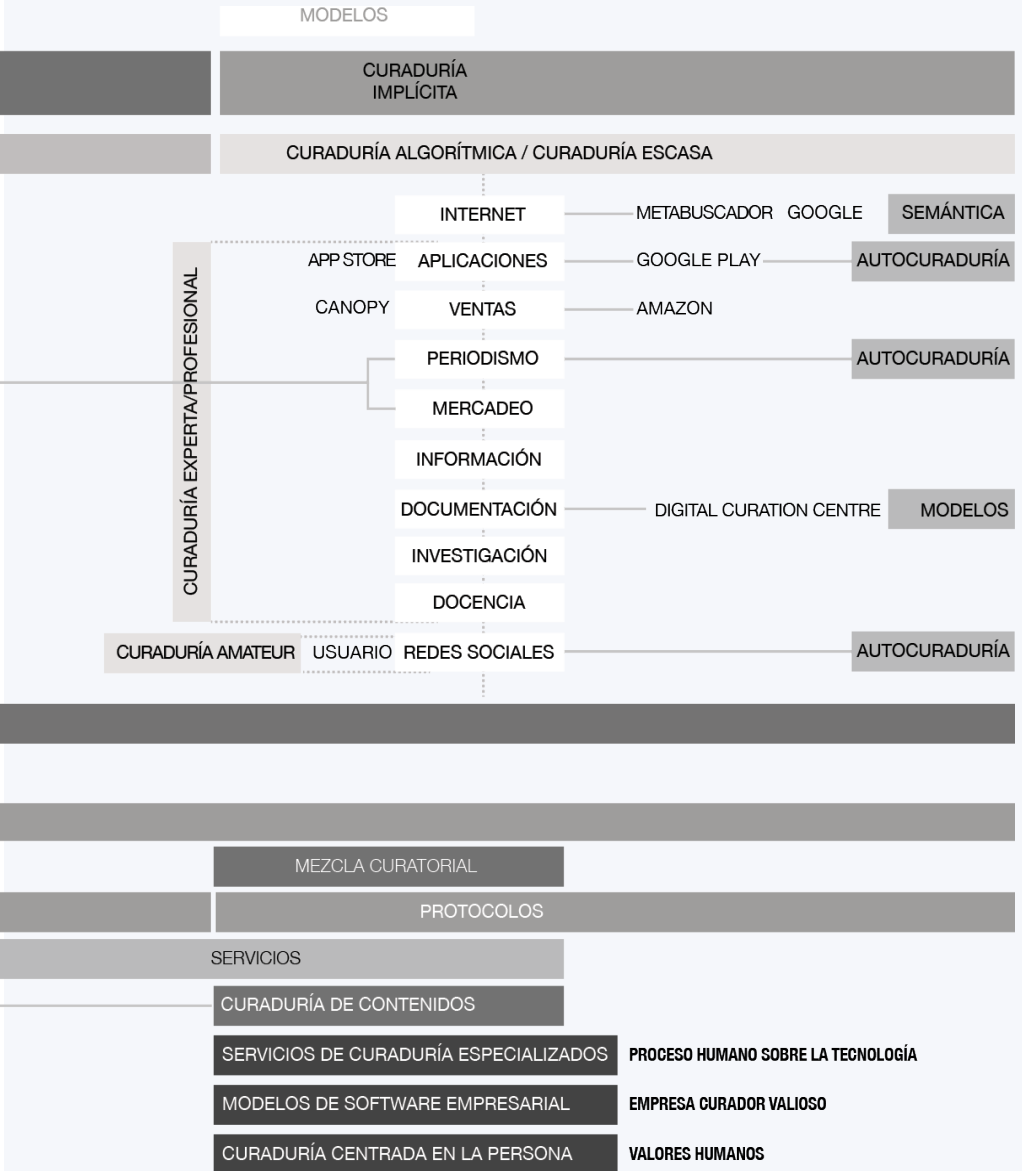 MODELOS
CURADURÍA
IMPLÍCITA
CURADURÍA ALGORÍTMICA / CURADURÍA ESCASA
INTERNET METABUSCADOR GOOGLE SEMÁNTICA
APP STORE APLICACIONES GOOGLE PLAY AUTOCURADURÍA
CANOPY VENTAS AMAZON
CURADURÍA EXPERTA/PROFESIONAL
PERIODISMO AUTOCURADURÍA
MERCADEO
INFORMACIÓN
DOCUMENTACIÓN DIGITAL CURATION CENTRE MODELOS
INVESTIGACIÓN
DOCENCIA
CURADURÍA AMATEUR USUARIO REDES SOCIALES AUTOCURADURÍA
MEZCLA CURATORIAL
PROTOCOLOS
SERVICIOS
CURADURÍA DE CONTENIDOS
SERVICIOS DE CURADURÍA ESPECIALIZADOS PROCESO HUMANO SOBRE LA TECNOLOGÍA
MODELOS DE SOFTWARE EMPRESARIAL EMPRESA CURADOR VALIOSO
CURADURÍA CENTRADA EN LA PERSONA VALORES HUMANOS